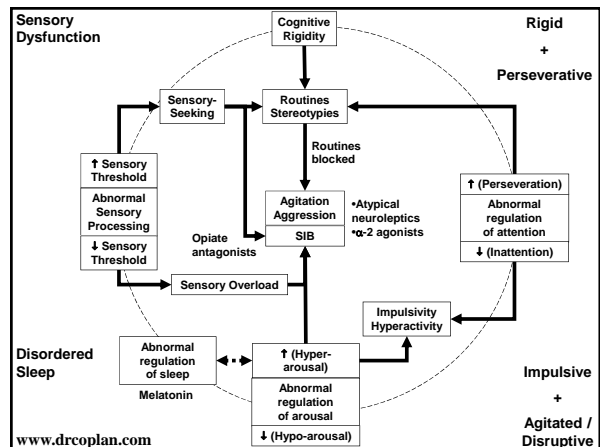 Sensory
Dysfunction
Cognitive
Rigidity
Rigid
+
Perseverative
Sensory-
Seeking
Routines
Stereotypies
Routines
blocked
↑ Sensory
Threshold
Abnormal
Sensory
Processing
↓ Sensory
Threshold
Agitation
Aggression
SIB
•Atypical
neuroleptics
•α-2 agonists
↑ (Perseveration)
Abnormal
regulation
of attention
↓ (Inattention)
Opiate
antagonists
Sensory Overload
Impulsivity
Hyperactivity
Disordered
Sleep
Abnormal
regulation
of sleep
Melatonin
↑ (Hyper-
arousal)
Abnormal
regulation
of arousal
↓ (Hypo-arousal)
Impulsive
+
Agitated /
Disruptive
www.drcoplan.com